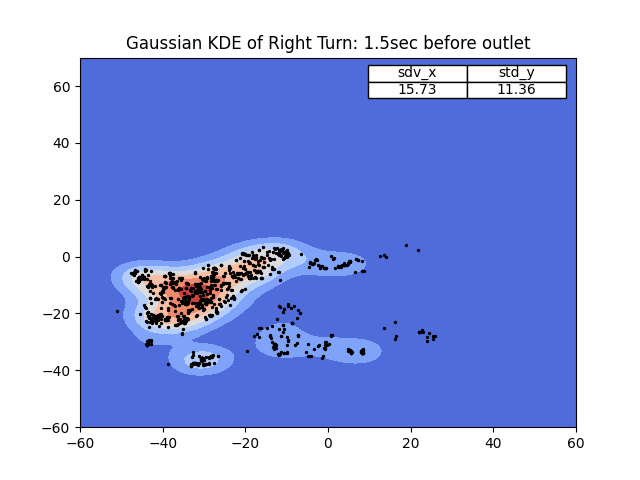 Gaussian KDE of Right Turn: 1.5sec before outlet
sdv_x std_y
15.73 11.36
60
40
20
0
−20
−40
−60
−60 −40 −20 0 20 40 60